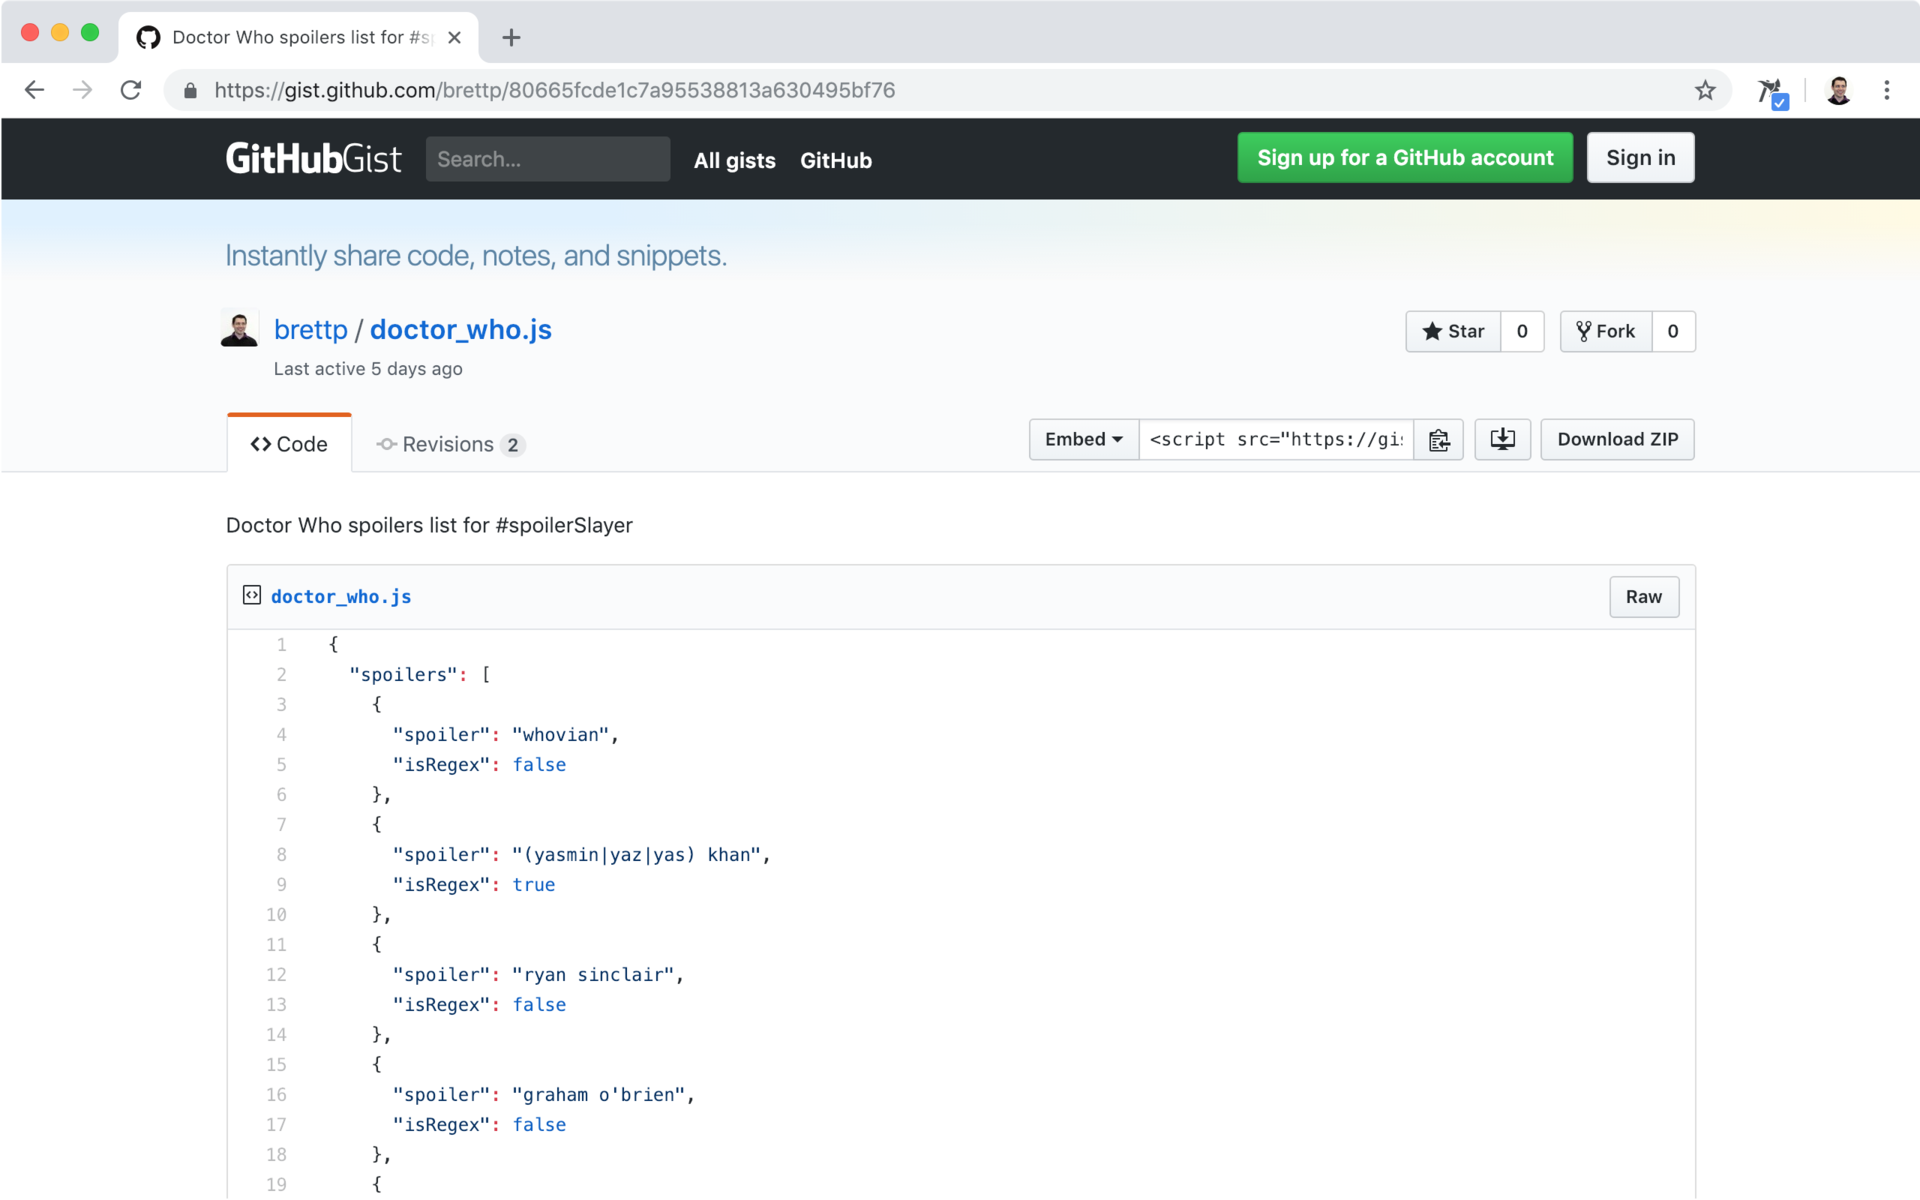 Doctor Who spoilers list for #sp
https://gist.github.com/brettp/80665fcde1c7a95538813a630495bf76
GitHubGist Search... All gists GitHub Sign up for a GitHub account Sign in
Instantly share code, notes, and snippets.
brettp / doctor_who.js Star 0 Fork 0
Last active 5 days ago
Code Revisions 2 Embed <script src="https://gis Download ZIP
Doctor Who spoilers list for #spoilerSlayer
doctor_who.js Raw
1 {
2 "spoilers": [
3 {
4 "spoiler": "whovian",
5 "isRegex": false
6 },
7 {
8 "spoiler": "(yasmin|yaz|yas) khan",
9 "isRegex": true
10 },
11 {
12 "spoiler": "ryan sinclair",
13 "isRegex": false
14 },
15 {
16 "spoiler": "graham o'brien",
17 "isRegex": false
18 },
19 {